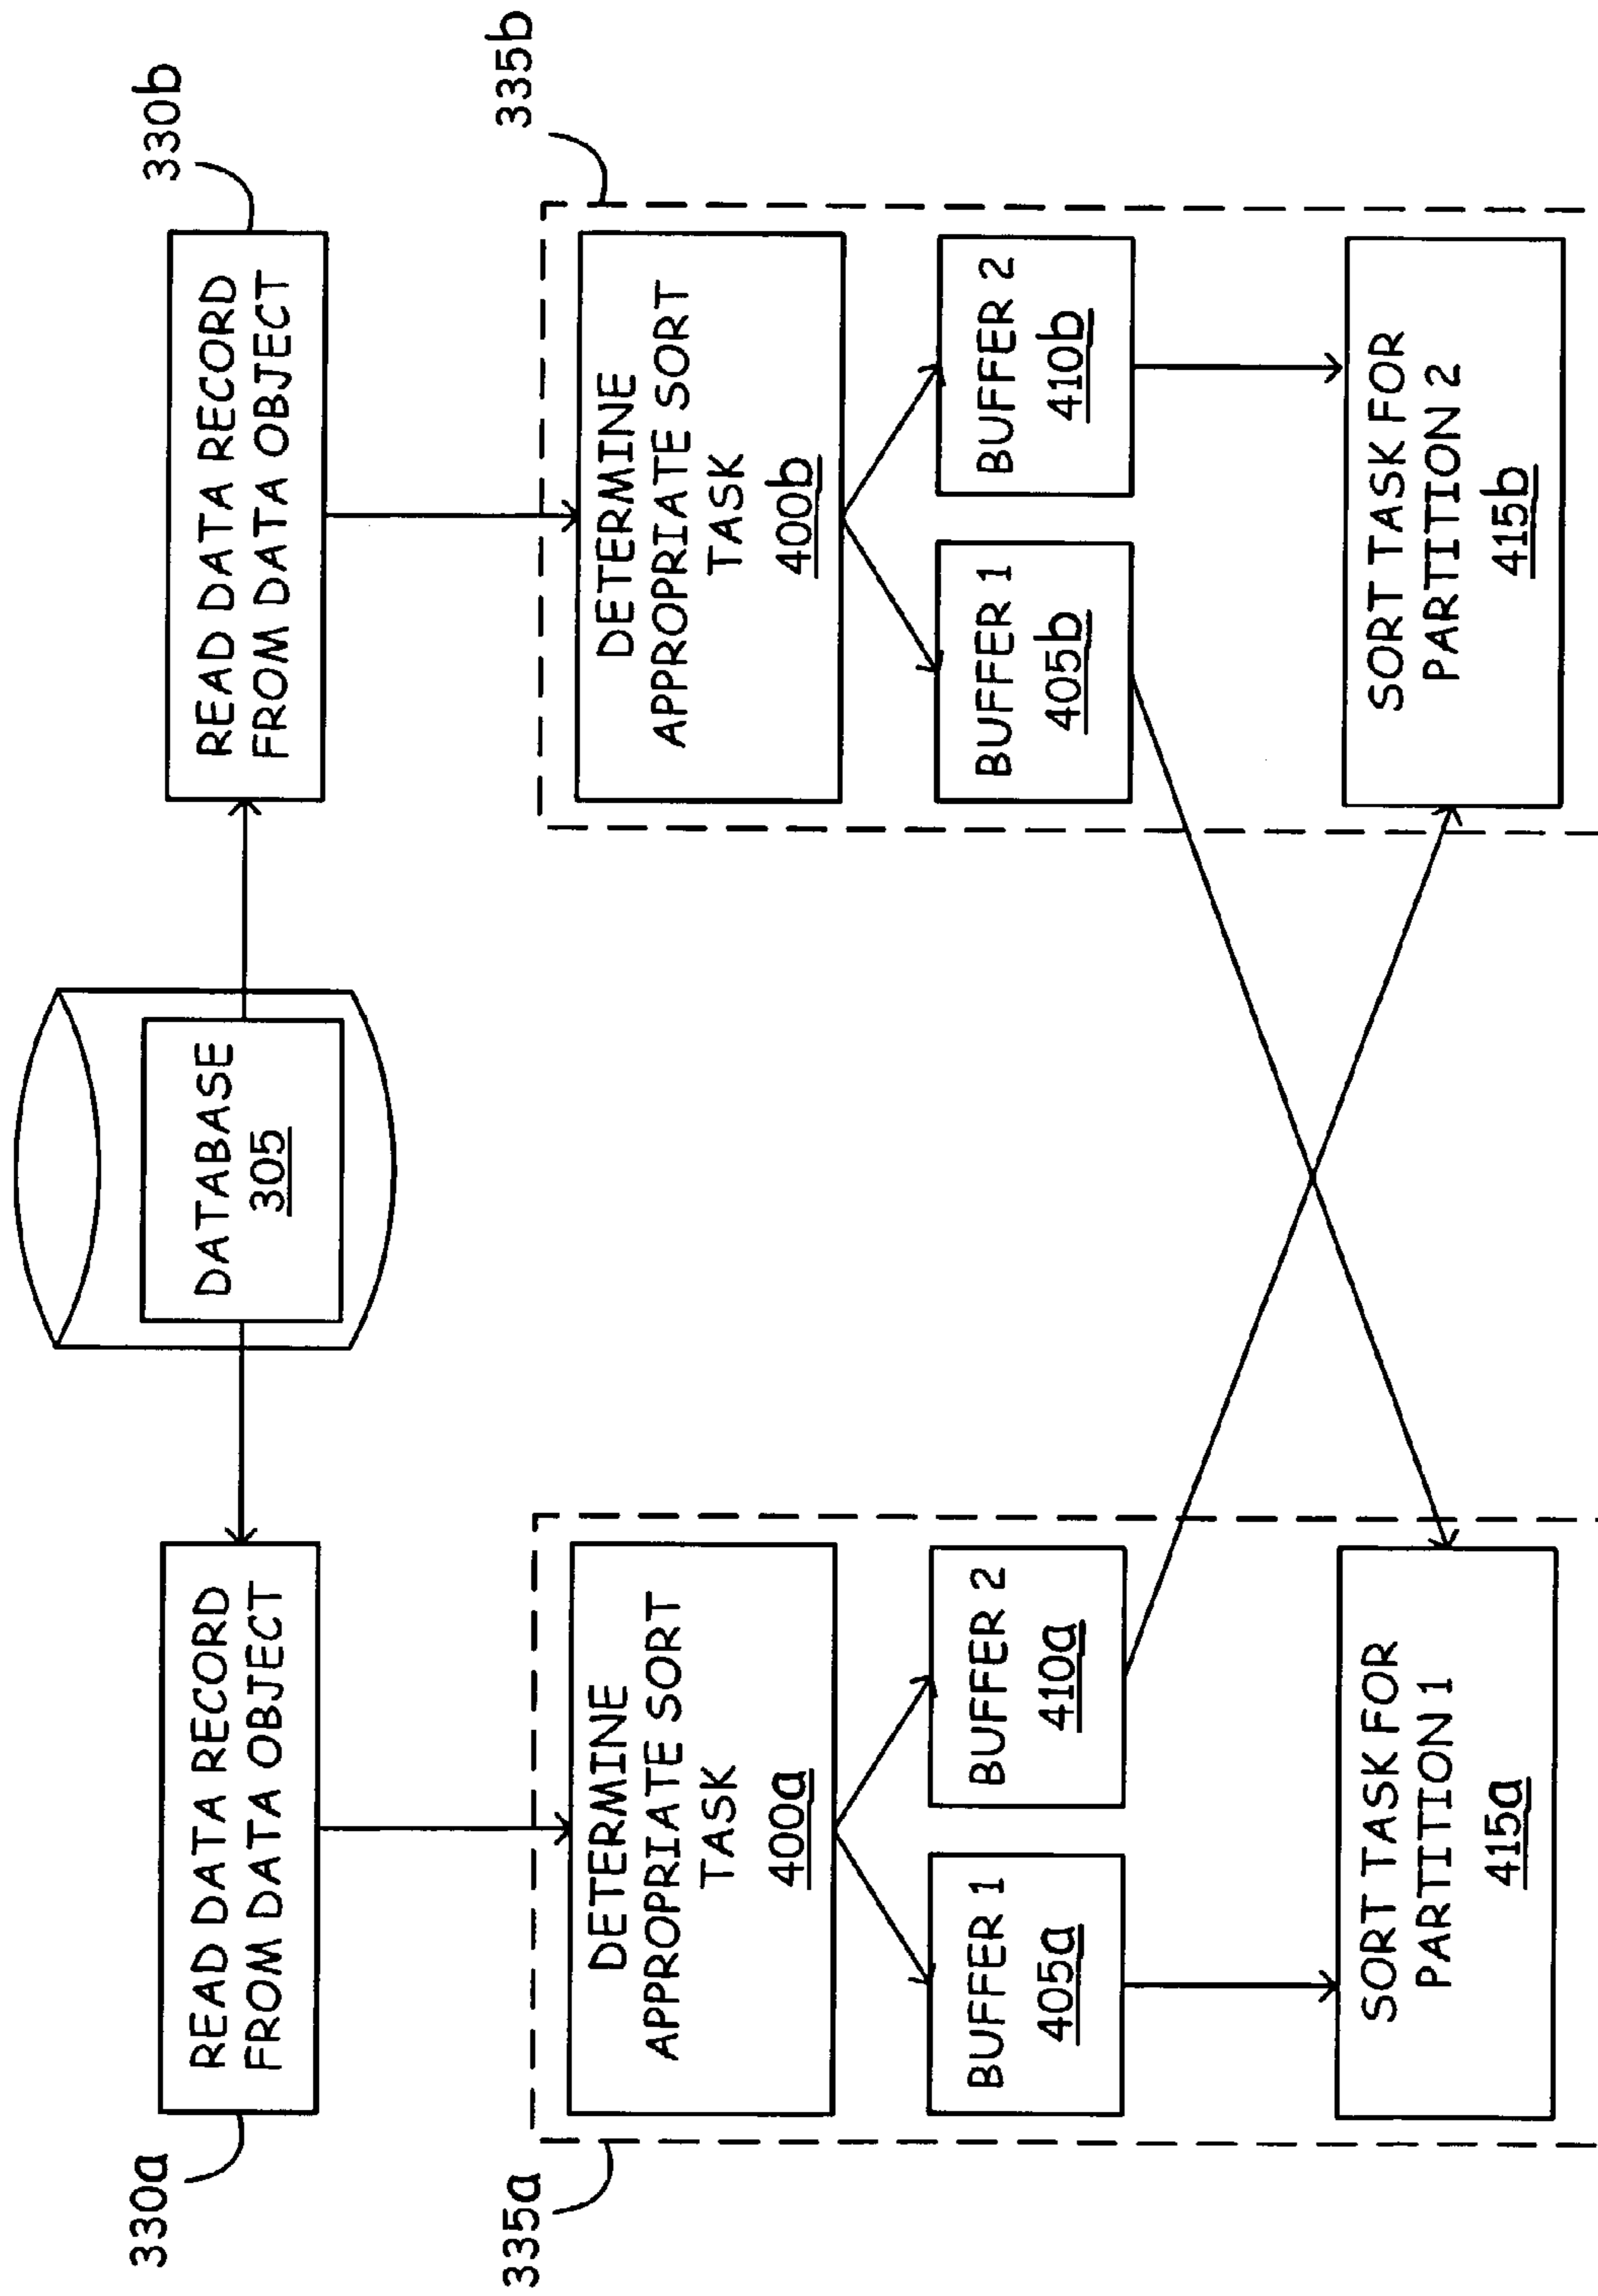 DATABASE
305
330a
READ DATA RECORD
FROM DATA OBJECT
READ DATA RECORD
FROM DATA OBJECT
330b
335a
335b
DETERMINE
APPROPRIATE SORT
TASK
400a
DETERMINE
APPROPRIATE SORT
TASK
400b
BUFFER 1
405a
BUFFER 2
410a
BUFFER 1
405b
BUFFER 2
410b
SORT TASK FOR
PARTITION 1
415a
SORT TASK FOR
PARTITION 2
415b